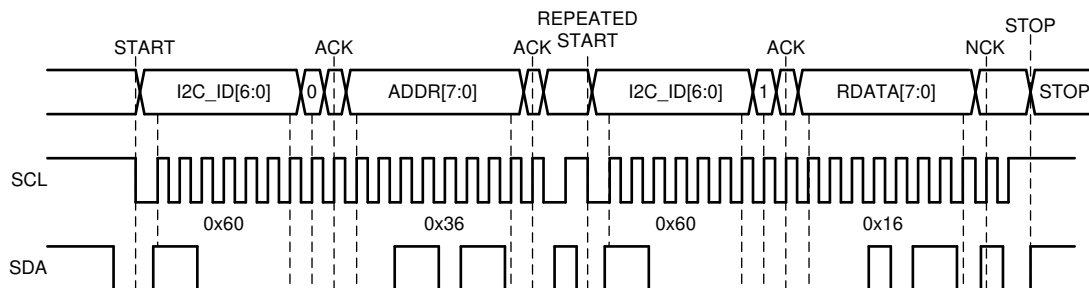 REPEATED
START
STOP
START
ACK
ACK
ACK
NCK
I2C_ID[6:0]
0
ADDR[7:0]
I2C_ID[6:0]
1
RDATA[7:0]
STOP
SCL
0x60
0x36
0x60
0x16
SDA